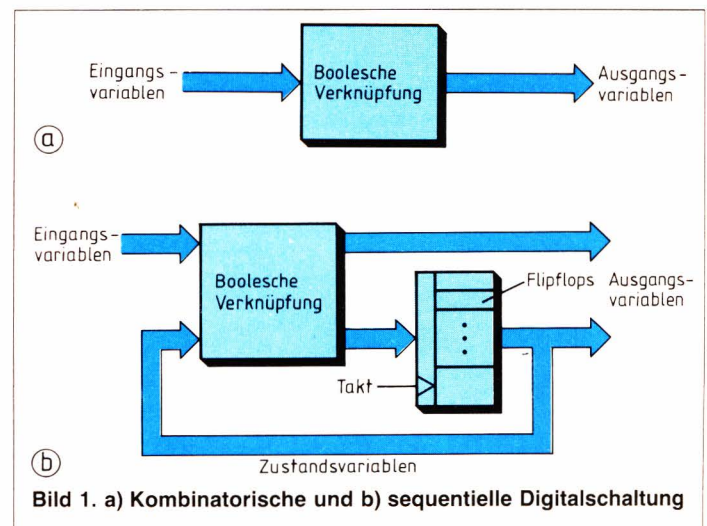 Eingangs-
variablen
Boolesche
Verknüpfung
Ausgangs-
variablen
a
Eingangs-
variablen
Boolesche
Verknüpfung
Flipflops
Ausgangs-
variablen
Takt
b
Zustandsvariablen
Bild 1. a) Kombinatorische und b) sequentielle Digitalschaltung